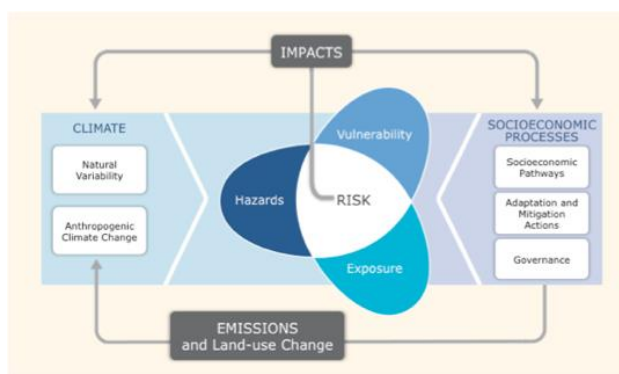 IMPACTS
CLIMATE
Natural
Variability
Anthropogenic
Climate Change
Hazards
Vulnerability
RISK
Exposure
SOCIOECONOMIC
PROCESSES
Socioeconomic
Pathways
Adaptation and
Mitigation
Actions
Governance
EMISSIONS
and Land-use Change